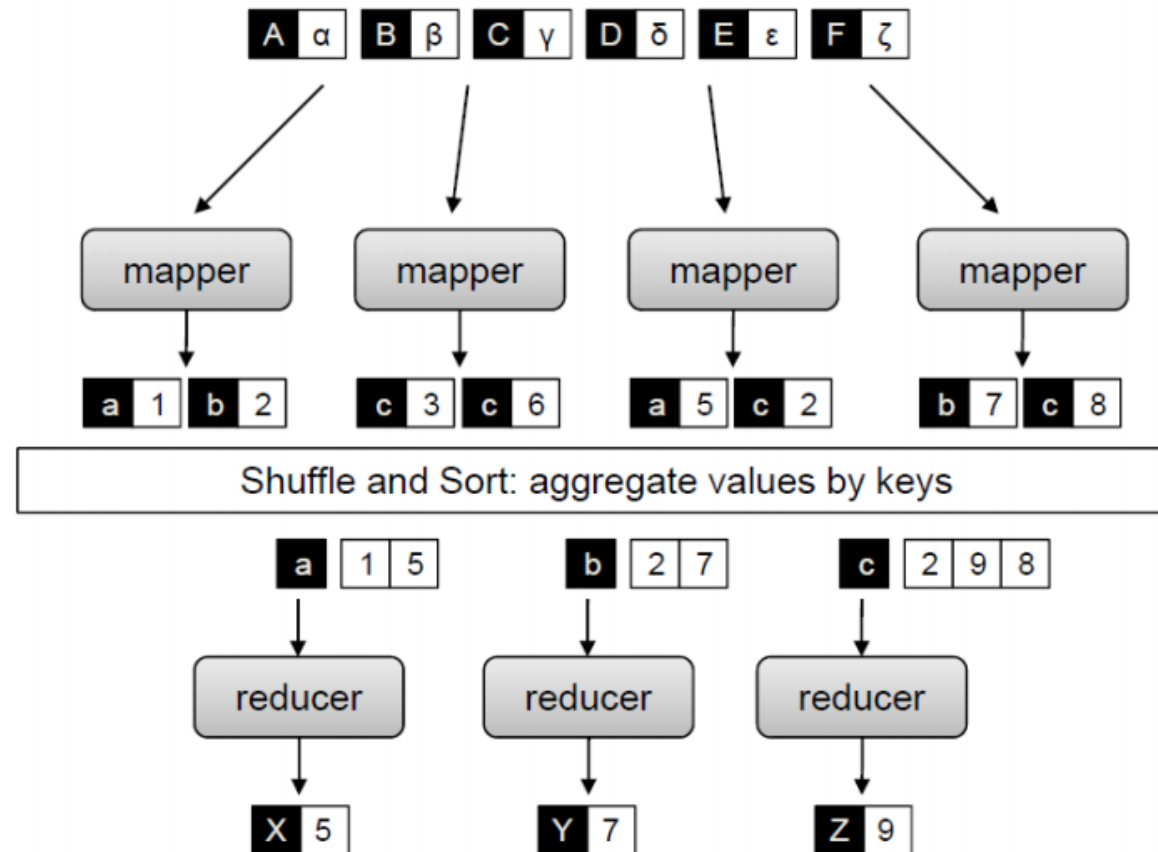 A α B β C γ D δ E ε F ζ
mapper mapper mapper mapper
a 1 b 2 c 3 c 6 a 5 c 2 b 7 c 8
Shuffle and Sort: aggregate values by keys
a 1 5 b 2 7 c 2 9 8
reducer reducer reducer
X 5 Y 7 Z 9